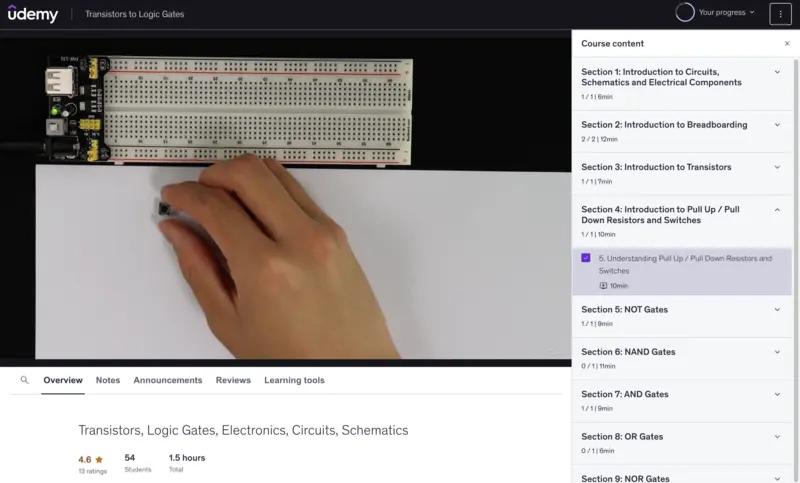 ûdemy
Transistors to Logic Gates
Your progress
Course content
Section 1: Introduction to Circuits,
Schematics and Electrical Components
1 / 1 | 6min
Section 2: Introduction to Breadboarding
2 / 2 | 12min
Section 3: Introduction to Transistors
1 / 1 | 7min
Section 4: Introduction to Pull Up / Pull
Down Resistors and Switches
1 / 1 | 10min
5. Understanding Pull Up / Pull Down Resistors and
Switches
10min
Section 5: NOT Gates
1 / 1 | 9min
Section 6: NAND Gates
0 / 1 | 11min
Section 7: AND Gates
1 / 1 | 9min
Section 8: OR Gates
0 / 1 | 6min
Section 9: NOR Gates
Overview
Notes
Announcements
Reviews
Learning tools
Transistors, Logic Gates, Electronics, Circuits, Schematics
4.6
13 ratings
54
Students
1.5 hours
Total